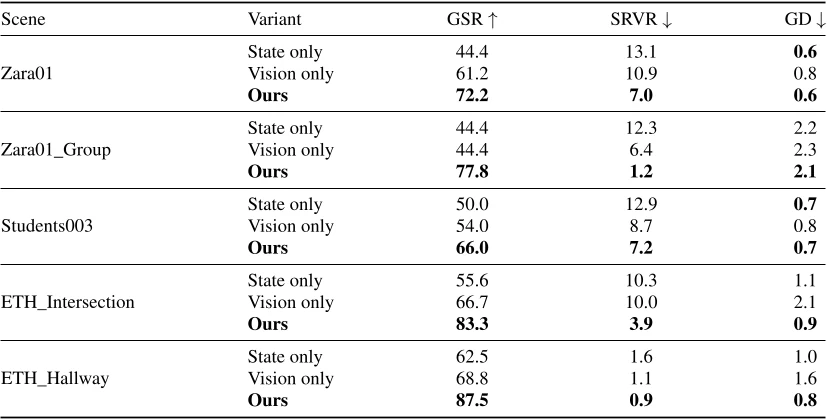 Scene Variant GSR ↑ SRVR ↓ GD ↓
State only 44.4 13.1 0.6
Zara01 Vision only 61.2 10.9 0.8
Ours 72.2 7.0 0.6
State only 44.4 12.3 2.2
Zara01_Group Vision only 44.4 6.4 2.3
Ours 77.8 1.2 2.1
State only 50.0 12.9 0.7
Students003 Vision only 54.0 8.7 0.8
Ours 66.0 7.2 0.7
State only 55.6 10.3 1.1
ETH_Intersection Vision only 66.7 10.0 2.1
Ours 83.3 3.9 0.9
State only 62.5 1.6 1.0
ETH_Hallway Vision only 68.8 1.1 1.6
Ours 87.5 0.9 0.8